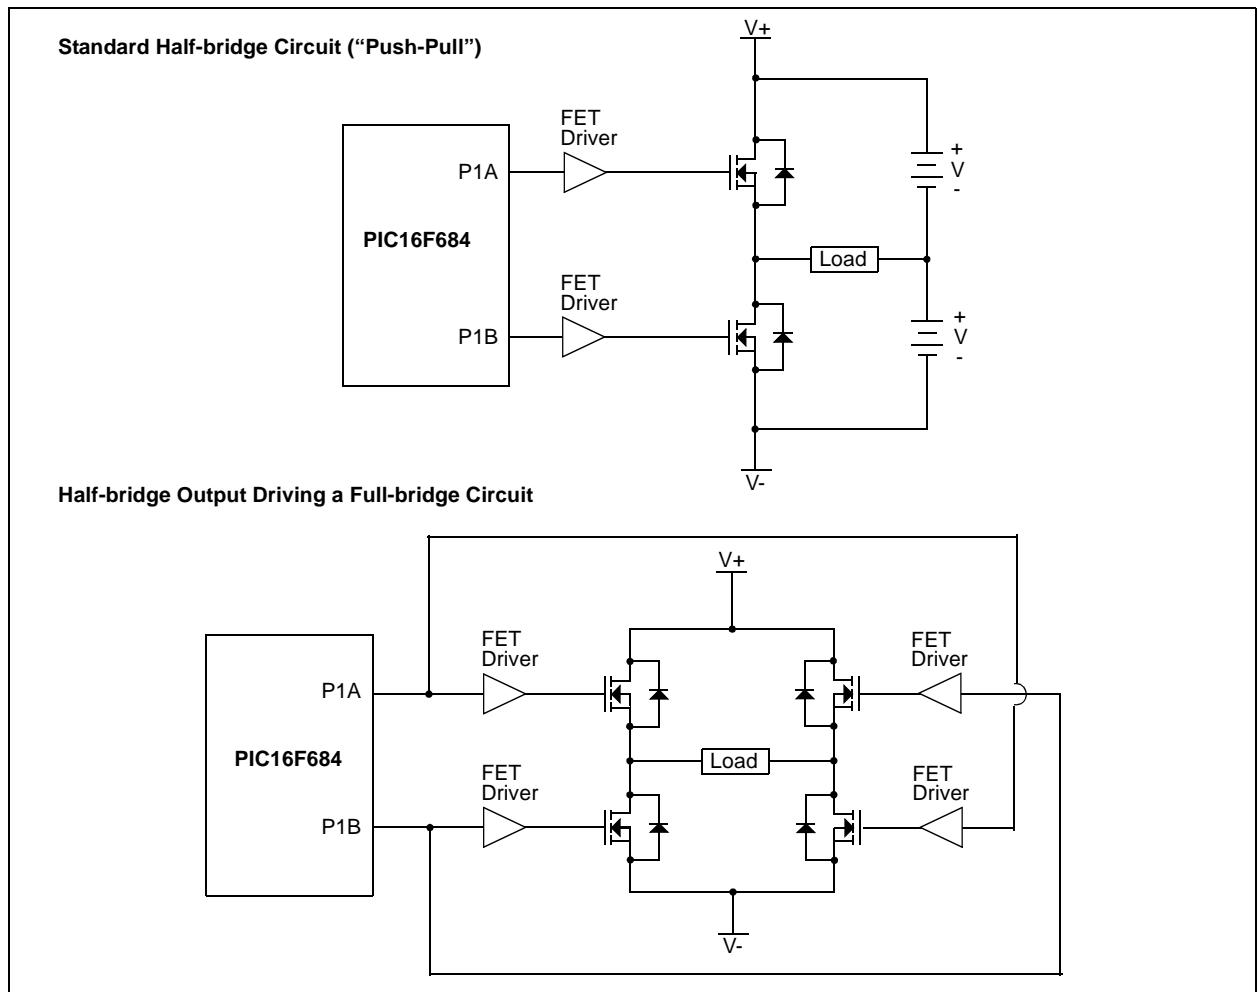 Standard Half-bridge Circuit (“Push-Pull”)
V+
FET
Driver
P1A
+
V
-
PIC16F684
Load
FET
Driver
P1B
+
V
-
V-
Half-bridge Output Driving a Full-bridge Circuit
V+
FET
Driver
FET
Driver
P1A
PIC16F684
Load
FET
Driver
FET
Driver
P1B
V-